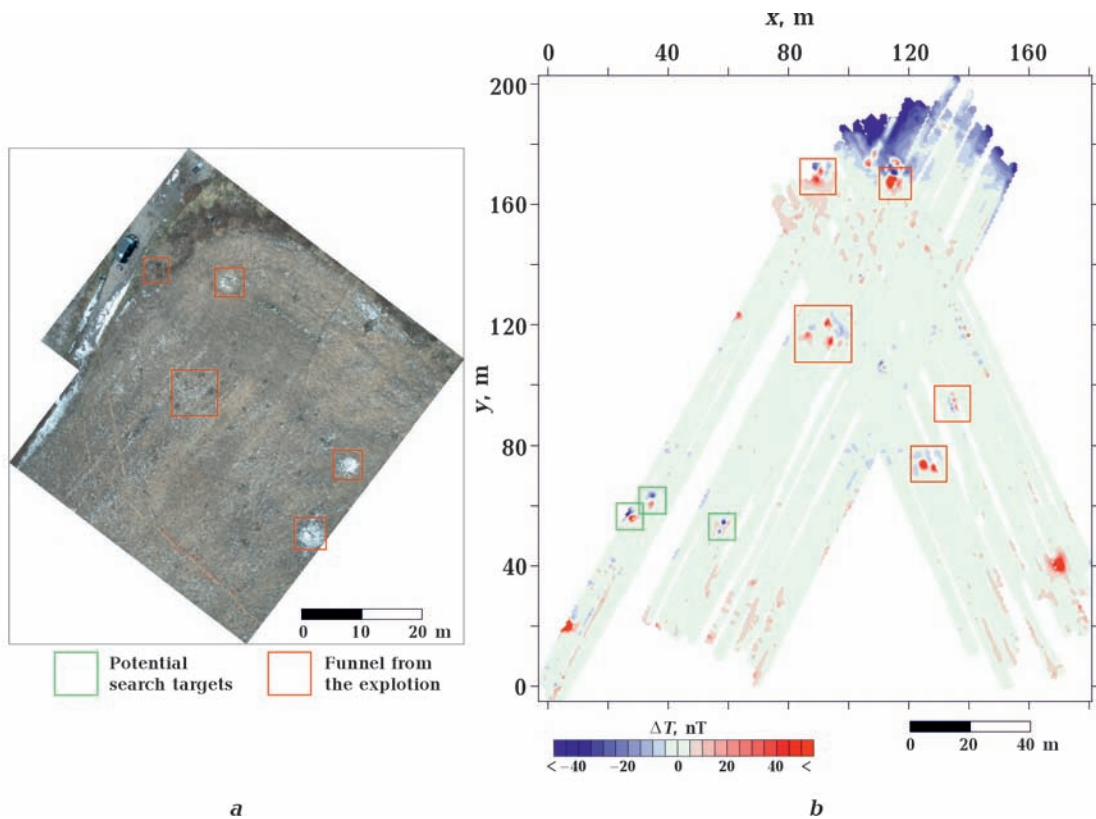 x, m
0 40 80 120 160
200
160
120
y, m
80
40
0
0 10 20 m
Potential
search targets
Funnel from
the explotion
ΔT, nT
< −40 −20 0 20 40 <
0 20 40 m
a
b